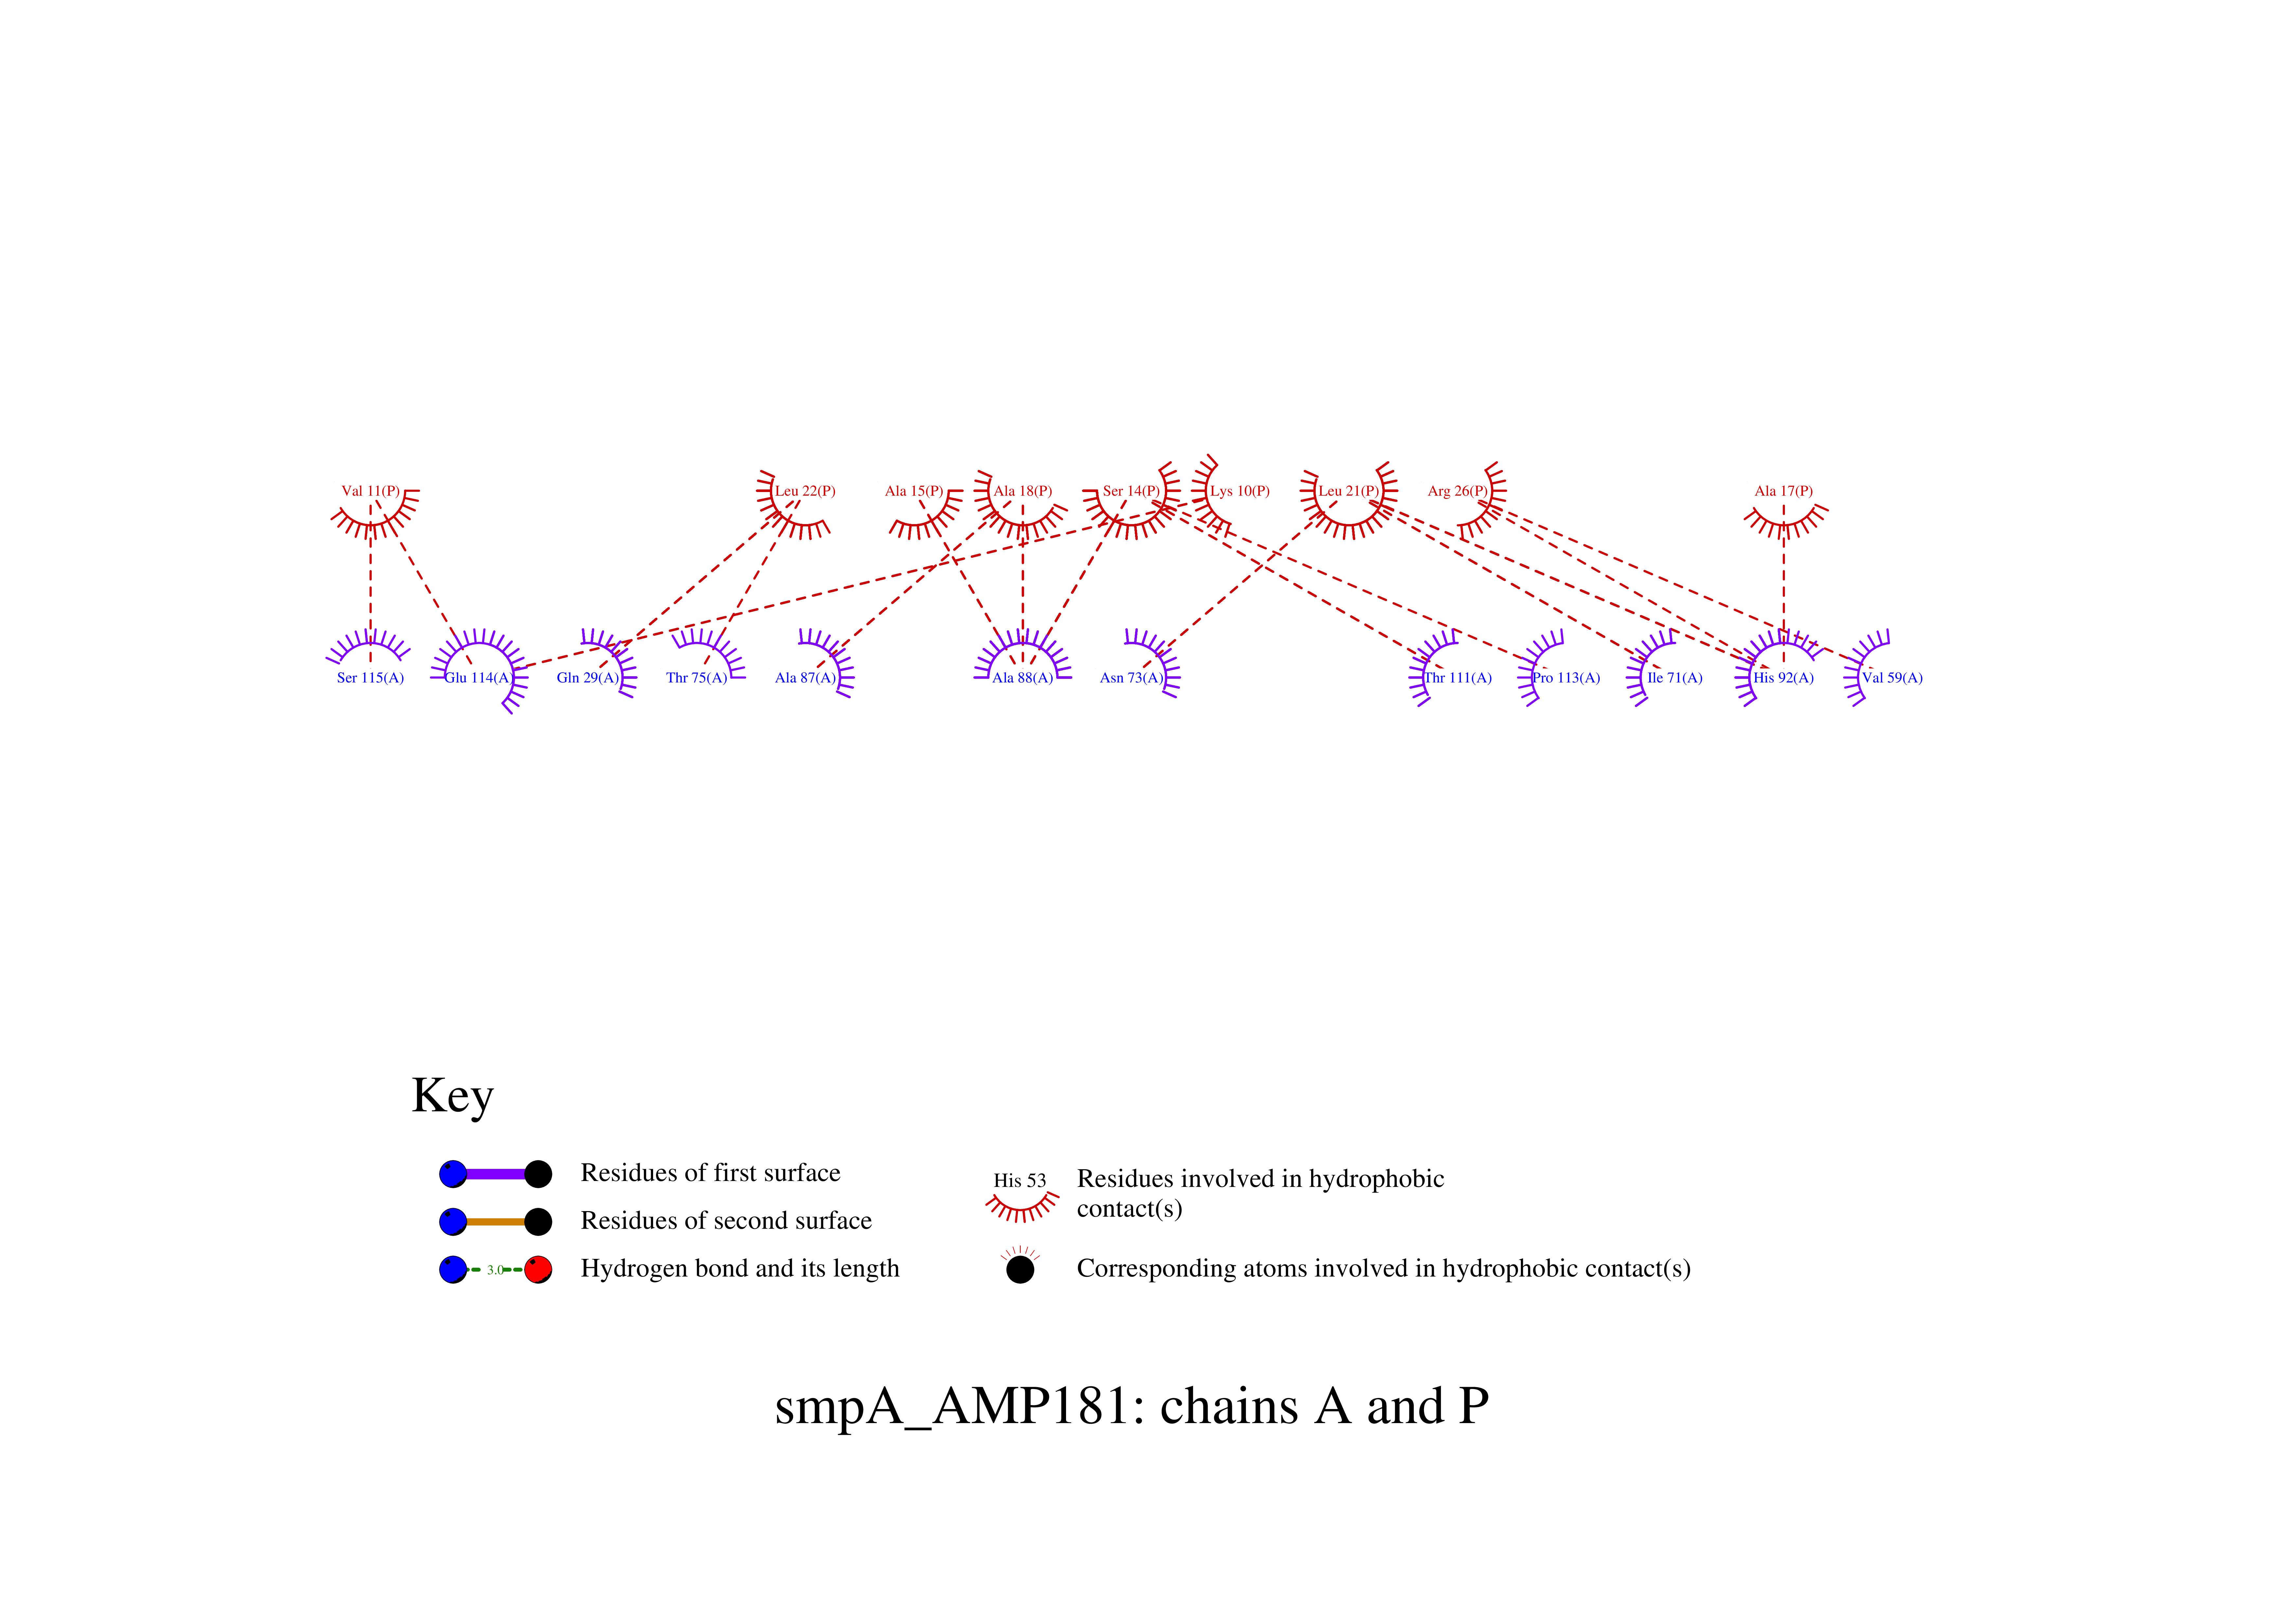 Val 11(P) Leu 22(P) Ala 15(P) Ala 18(P) Ser 14(P) Lys 10(P) Leu 21(P) Arg 26(P) Ala 17(P)
Ser 115(A) Glu 114(A) Gln 29(A) Thr 75(A) Ala 87(A) Ala 88(A) Asn 73(A) Thr 111(A) Pro 113(A) Ile 71(A) His 92(A) Val 59(A)
Key
Residues of first surface
Residues of second surface
3.0 Hydrogen bond and its length
His 53 Residues involved in hydrophobic
contact(s)
Corresponding atoms involved in hydrophobic contact(s)
smpA_AMP181: chains A and P